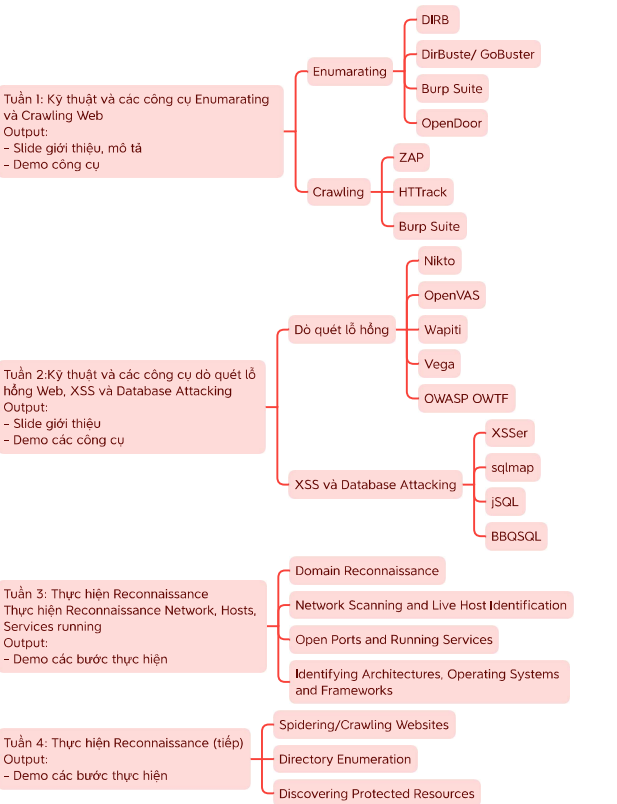 Tuần 1: Kỹ thuật và các công cụ Enumarating
và Crawling Web
Output:
- Slide giới thiệu, mô tả
- Demo công cụ
Enumarating
DIRB
DirBuste/ GoBuster
Burp Suite
OpenDoor
Crawling
ZAP
HTTrack
Burp Suite
Tuần 2:Kỹ thuật và các công cụ dò quét lỗ
hổng Web, XSS và Database Attacking
Output:
- Slide giới thiệu
- Demo các công cụ
Dò quét lỗ hổng
Nikto
OpenVAS
Wapiti
Vega
OWASP OWTF
XSS và Database Attacking
XSSer
sqlmap
jSQL
BBQSQL
Tuần 3: Thực hiện Reconnaissance
Thực hiện Reconnaissance Network, Hosts,
Services running
Output:
- Demo các bước thực hiện
Domain Reconnaissance
Network Scanning and Live Host Identification
Open Ports and Running Services
Identifying Architectures, Operating Systems
and Frameworks
Tuần 4: Thực hiện Reconnaissance (tiếp)
Output:
- Demo các bước thực hiện
Spidering/Crawling Websites
Directory Enumeration
Discovering Protected Resources